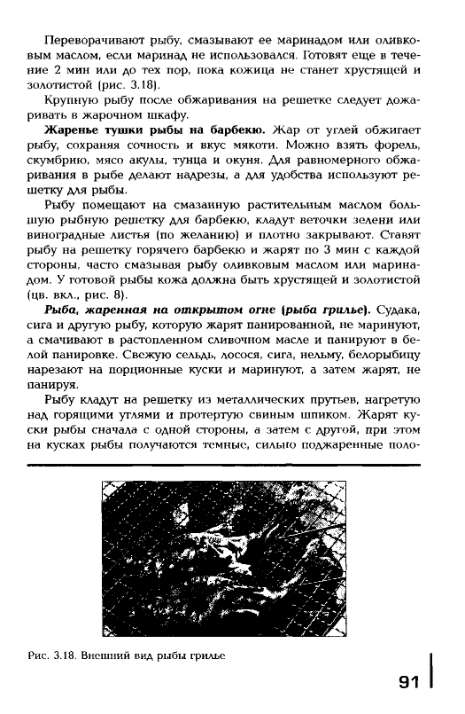 Переворачивают рыбу, смазывают ее маринадом или оливко-
вым маслом, если маринад не использовался. Готовят еще в тече-
ние 2 мин или до тех пор, пока кожица не станет хрустящей и
золотистой (рис. 3.18).
Крупную рыбу после обжаривания на решетке следует дожа-
ривать в жарочном шкафу.
Жаренье тушки рыбы на барбекю. Жар от углей обжигает
рыбу, сохраняя сочность и вкус мякоти. Можно взять форель,
скумбрию, мясо акулы, тунца и окуня. Для равномерного обжа-
ривания в рыбе делают надрезы, а для удобства используют ре-
шетку для рыбы.
Рыбу помещают на смазанную растительным маслом боль-
шую рыбную решетку для барбекю, кладут веточки зелени или
виноградные листья (по желанию) и плотно закрывают. Ставят
рыбу на решетку горячего барбекю и жарят по 3 мин с каждой
стороны, часто смазывая рыбу оливковым маслом или марина-
дом. У готовой рыбы кожа должна быть хрустящей и золотистой
(цв. вкл., рис. 8).
Рыба, жаренная на открытом огне (рыба грилье). Судака,
сига и другую рыбу, которую жарят панированной, не маринуют,
а смачивают в растопленном сливочном масле и панируют в бе-
лой панировке. Свежую сельдь, лосося, сига, нельму, белорыбицу
нарезают на порционные куски и маринуют, а затем жарят, не
панируя.
Рыбу кладут на решетку из металлических прутьев, нагретую
над горящими углями и протертую свиным шпиком. Жарят ку-
ски рыбы сначала с одной стороны, а затем с другой, при этом
на кусках рыбы получаются темные, сильно поджаренные поло-
Рис. 3.18. Внешний вид рыбы грилье
91